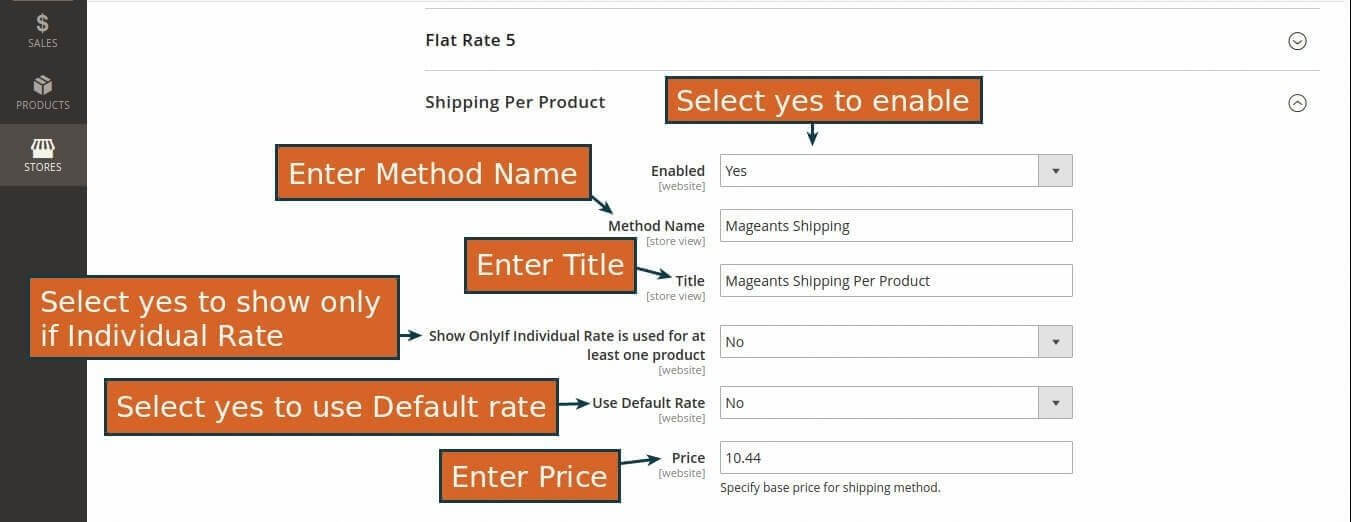 $
SALES
PRODUCTS
STORES
Flat Rate 5
Shipping Per Product
Select yes to enable
Enabled
[website]
Yes
Enter Method Name
Method Name
[store view]
Mageants Shipping
Enter Title
Title
[store view]
Mageants Shipping Per Product
Select yes to show only
if Individual Rate
Show OnlyIf Individual Rate is used for at
least one product
[website]
No
Select yes to use Default rate
Use Default Rate
[website]
No
Enter Price
Price
[website]
10.44
Specify base price for shipping method.